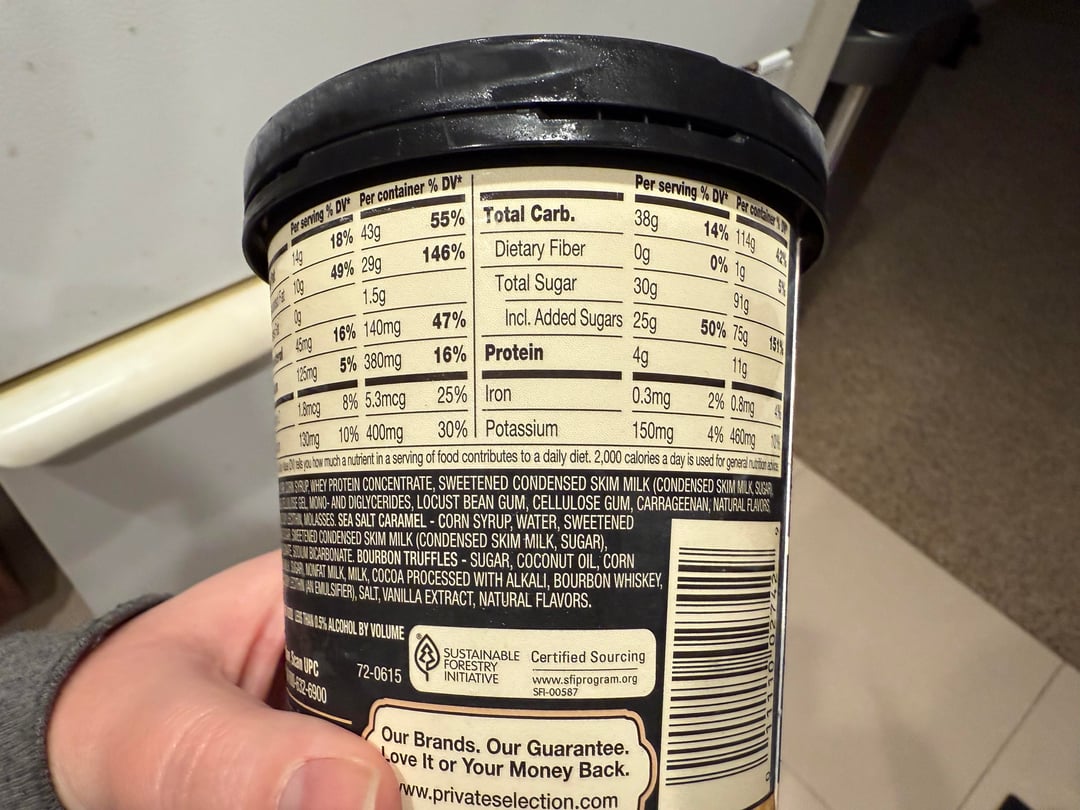 Per serving % DV* Per container % DV*
14g 18% 43g 55%
10g 49% 29g 146%
0g 1.5g
45mg 16% 140mg 47%
125mg 5% 380mg 16%
1.8mcg 8% 5.3mcg 25%
130mg 10% 400mg 30%
Per serving % DV* Per container % DV*
Total Carb. 38g 14% 114g 42%
Dietary Fiber 0g 0% 1g 5%
Total Sugar 30g 91g
Incl. Added Sugars 25g 50% 75g 151%
Protein 4g 11g
Iron 0.3mg 2% 0.8mg 4%
Potassium 150mg 4% 460mg 10%
tells you how much a nutrient in a serving of food contributes to a daily diet. 2,000 calories a day is used for general nutrition advice
SYRUP, WHEY PROTEIN CONCENTRATE, SWEETENED CONDENSED SKIM MILK (CONDENSED SKIM MILK, SUGAR),
GEL, MONO- AND DIGLYCERIDES, LOCUST BEAN GUM, CELLULOSE GUM, CARRAGEENAN, NATURAL FLAVORS,
MOLASSES. SEA SALT CARAMEL - CORN SYRUP, WATER, SWEETENED
SWEETENED CONDENSED SKIM MILK (CONDENSED SKIM MILK, SUGAR),
SODIUM BICARBONATE. BOURBON TRUFFLES - SUGAR, COCONUT OIL, CORN
SUGAR, NONFAT MILK, MILK, COCOA PROCESSED WITH ALKALI, BOURBON WHISKEY,
(AN EMULSIFIER), SALT, VANILLA EXTRACT, NATURAL FLAVORS.
LESS THAN 0.5% ALCOHOL BY VOLUME
Scan UPC
-632-6900
72-0615
SUSTAINABLE
FORESTRY
INITIATIVE
Certified Sourcing
www.sfiprogram.org
SFI-00587
Our Brands. Our Guarantee.
Love It or Your Money Back.
www.privateselection.com